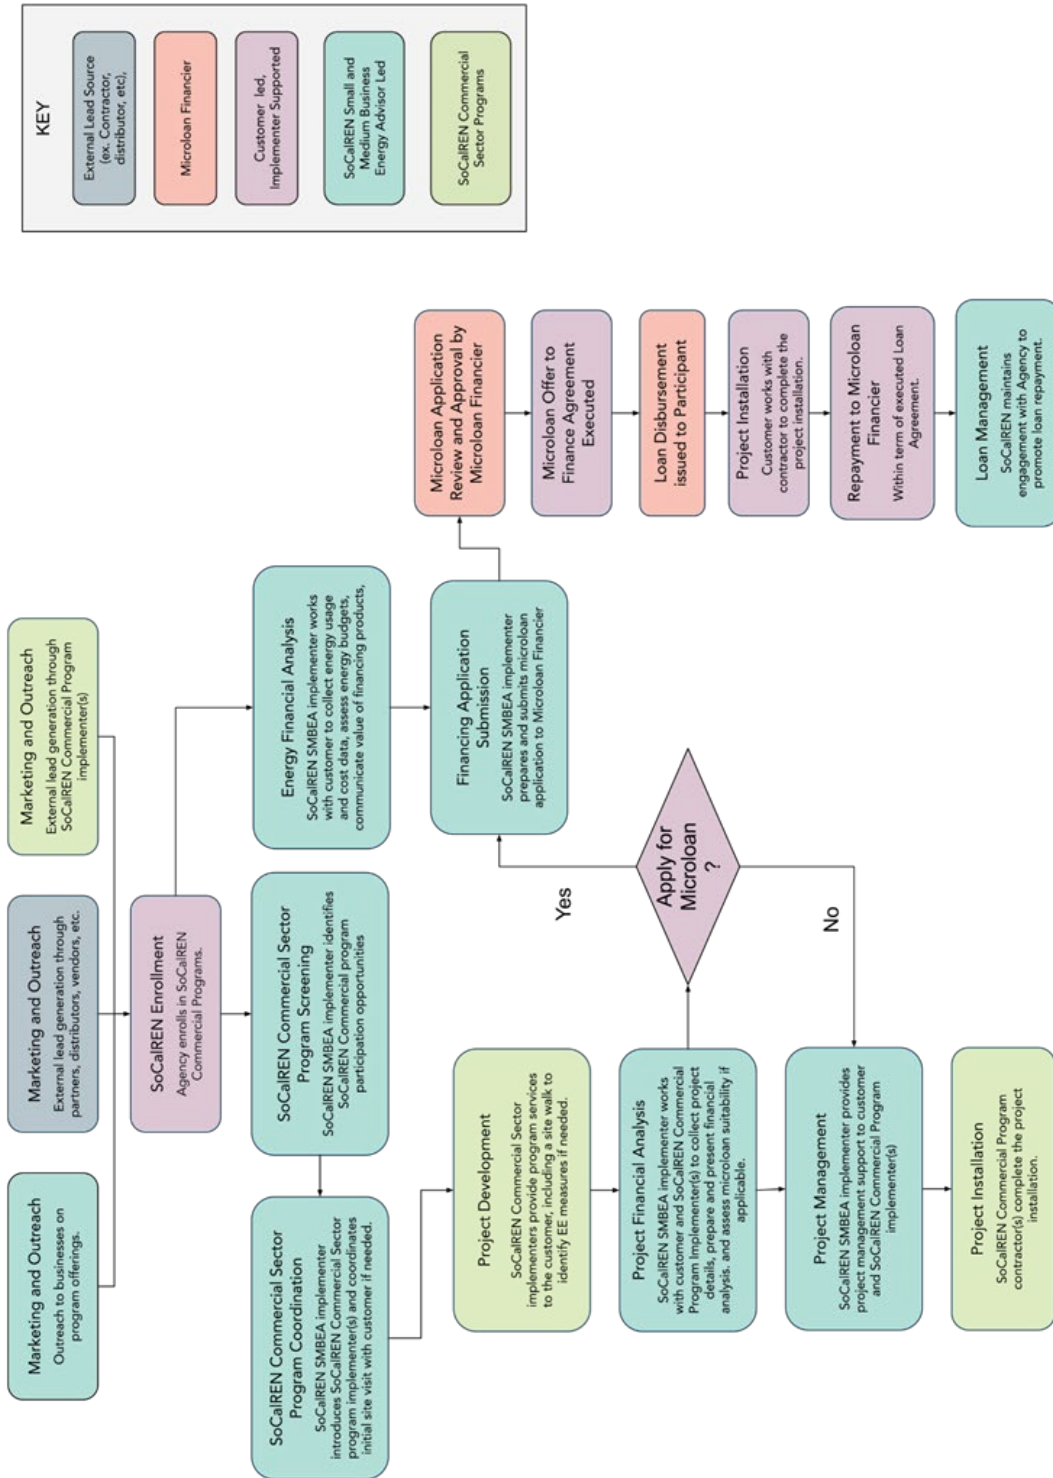 KEY
External Lead Source
(ex. Contractor,
distributor, etc),
Microloan Financier
Customer led,
Implementer Supported
SoCalREN Small and
Medium Business
Energy Advisor Led
SoCalREN Commercial
Sector Programs
Marketing and Outreach
Outreach to businesses on
program offerings.
Marketing and Outreach
External lead generation through
partners, distributors, vendors, etc.
Marketing and Outreach
External lead generation through
SoCalREN Commercial Program
implementer(s)
SoCalREN Enrollment
Agency enrolls in SoCalREN
Commercial Programs.
SoCalREN Commercial Sector
Program Screening
SoCalREN SMBEA implementer identifies
SoCalREN Commercial program
participation opportunities
Energy Financial Analysis
SoCalREN SMBEA implementer works
with customer to collect energy usage
and cost data, assess energy budgets,
communicate value of financing products,
SoCalREN Commercial Sector
Program Coordination
SoCalREN SMBEA implementer
introduces SoCalREN Commercial Sector
program implementer(s) and coordinates
initial site visit with customer if needed.
Project Development
SoCalREN Commercial Sector
implementers provide program services
to the customer, including a site walk to
identify EE measures if needed.
Project Financial Analysis
SoCalREN SMBEA implementer works
with customer and SoCalREN Commercial
Program Implementer(s) to collect project
details, prepare and present financial
analysis. and assess microloan suitability if
applicable.
Apply for
Microloan
?
Yes
No
Financing Application
Submission
SoCalREN SMBEA implementer
prepares and submits microloan
application to Microloan Financier
Microloan Application
Review and Approval by
Microloan Financier
Microloan Offer to
Finance Agreement
Executed
Loan Disbursement
issued to Participant
Project Installation
Customer works with
contractor to complete the
project installation.
Repayment to Microloan
Financier
Within term of executed Loan
Agreement.
Loan Management
SoCalREN maintains
engagement with Agency to
promote loan repayment.
Project Management
SoCalREN SMBEA implementer provides
project management support to customer
and SoCalREN Commercial Program
implementer(s)
Project Installation
SoCalREN Commercial Program
contractor(s) complete the project
installation.